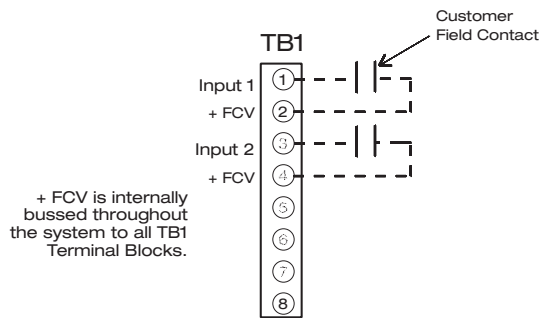 Customer
Field Contact
TB1
Input 1 1
+ FCV 2
Input 2 3
+ FCV 4
+ FCV is internally
bussed throughout
the system to all TB1
Terminal Blocks.
5
6
7
8